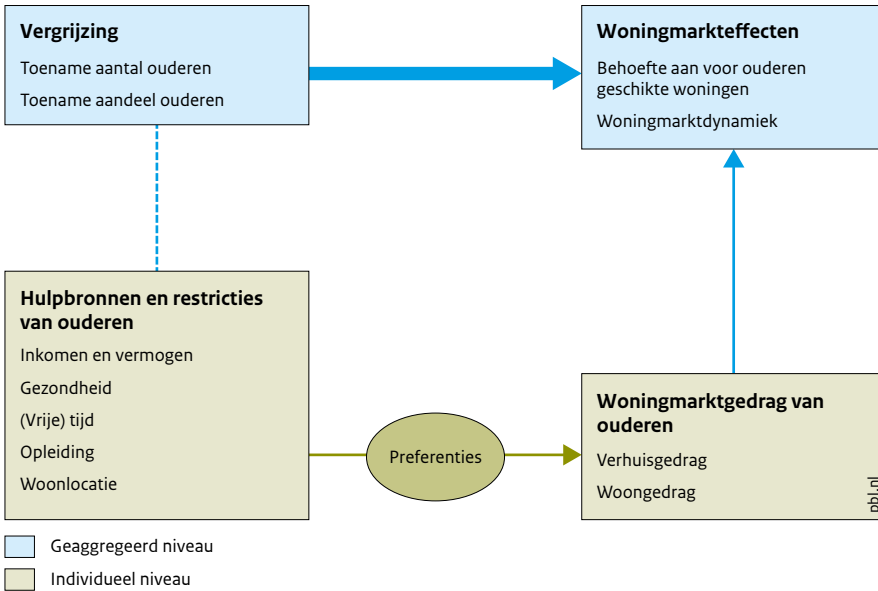 Vergrijzing
Toename aantal ouderen
Toename aandeel ouderen
Woningmarkteffecten
Behoefte aan voor ouderen
geschikte woningen
Woningmarktdynamiek
Hulpbronnen en restricties
van ouderen
Inkomen en vermogen
Gezondheid
(Vrije) tijd
Opleiding
Woonlocatie
Preferenties
Woningmarktgedrag van
ouderen
Verhuisgedrag
Woongedrag
pbl.nl
Geaggregeerd niveau
Individueel niveau